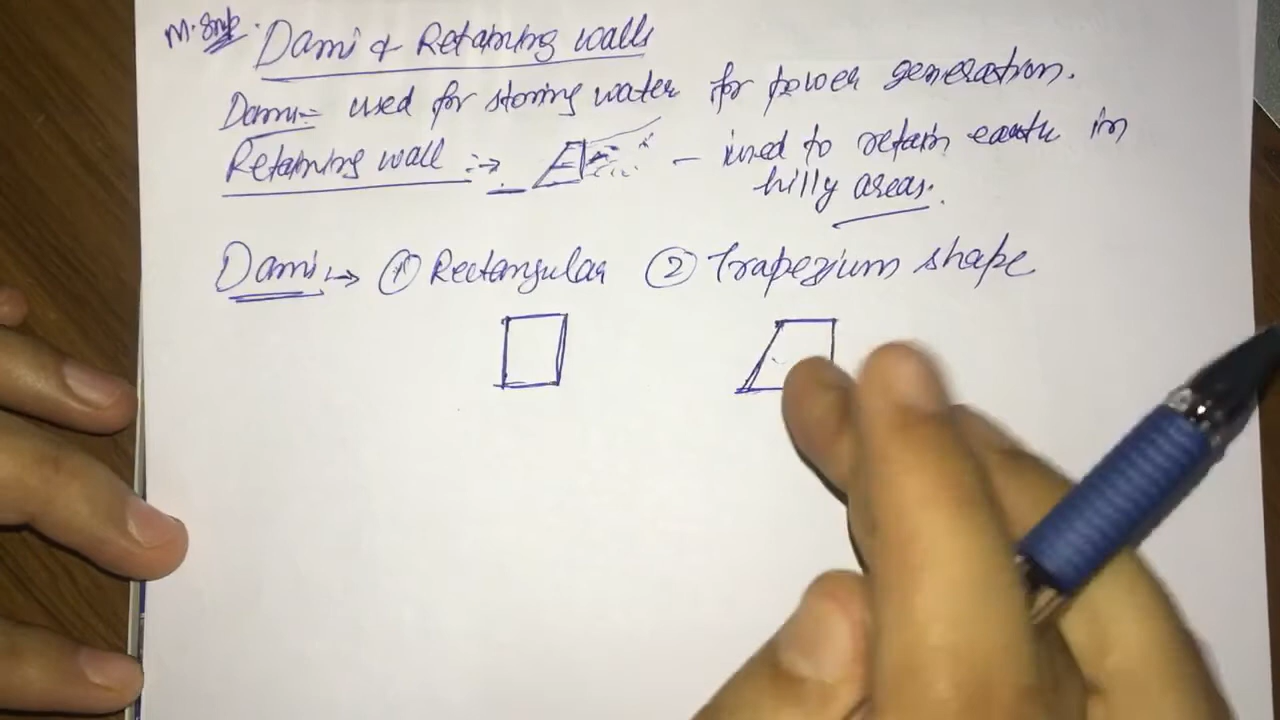 M. Imp.
Dams & Retaining walls
Dams = used for storing water for power generation.
Retaining wall :→ - used to retain earth in
hilly areas.
Dams → ① Rectangular ② Trapezium shape